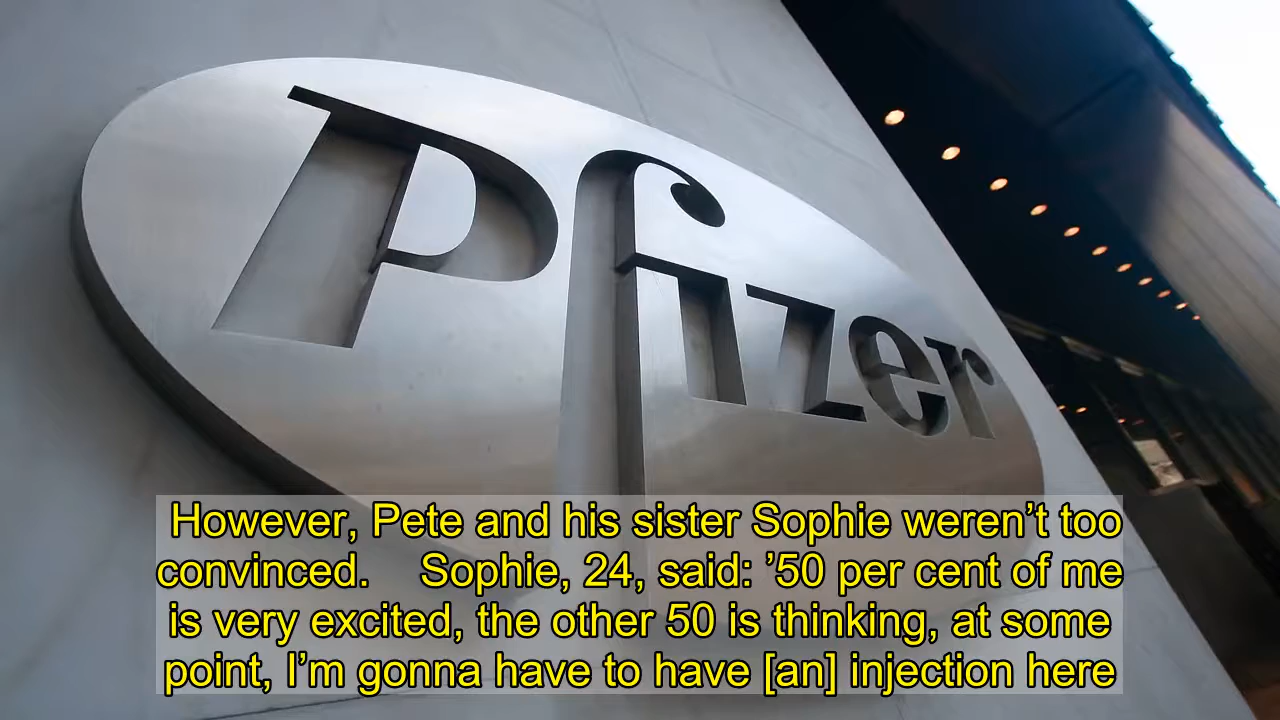 Pfizer
However, Pete and his sister Sophie weren’t too
convinced. Sophie, 24, said: ’50 per cent of me
is very excited, the other 50 is thinking, at some
point, I’m gonna have to have [an] injection here